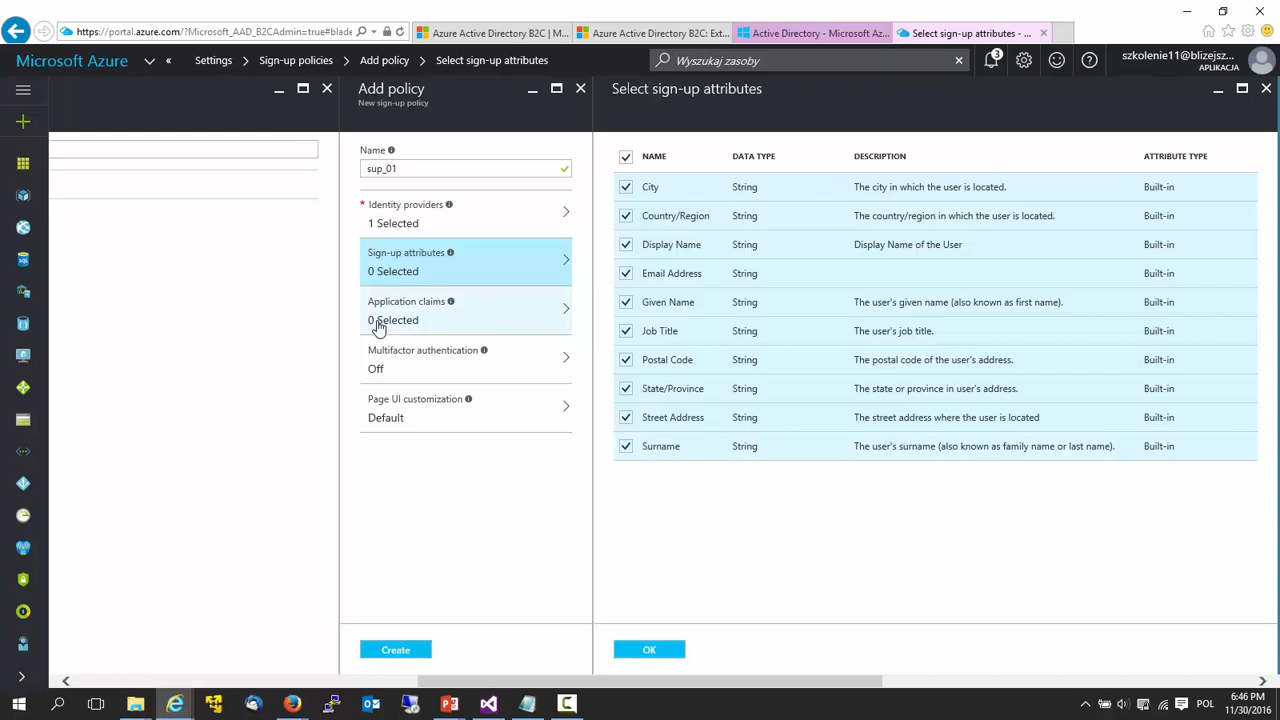 https://portal.azure.com/?Microsoft_AAD_B2CAdmin=true#blade
Azure Active Directory B2C | M...
Azure Active Directory B2C: Ext...
Active Directory - Microsoft Az...
Select sign-up attributes - ...
Microsoft Azure
«
Settings
Sign-up policies
Add policy
Select sign-up attributes
Wyszukaj zasoby
3
szkolenie11@blizejsz...
APLIKACJA
Add policy
New sign-up policy
Select sign-up attributes
Name
sup_01
* Identity providers
1 Selected
Sign-up attributes
0 Selected
Application claims
0 Selected
Multifactor authentication
Off
Page UI customization
Default
Create
NAME DATA TYPE DESCRIPTION ATTRIBUTE TYPE
City String The city in which the user is located. Built-in
Country/Region String The country/region in which the user is located. Built-in
Display Name String Display Name of the User Built-in
Email Address String Built-in
Given Name String The user's given name (also known as first name). Built-in
Job Title String The user's job title. Built-in
Postal Code String The postal code of the user's address. Built-in
State/Province String The state or province in user's address. Built-in
Street Address String The street address where the user is located Built-in
Surname String The user's surname (also known as family name or last name). Built-in
OK
POL
6:46 PM
11/30/2016